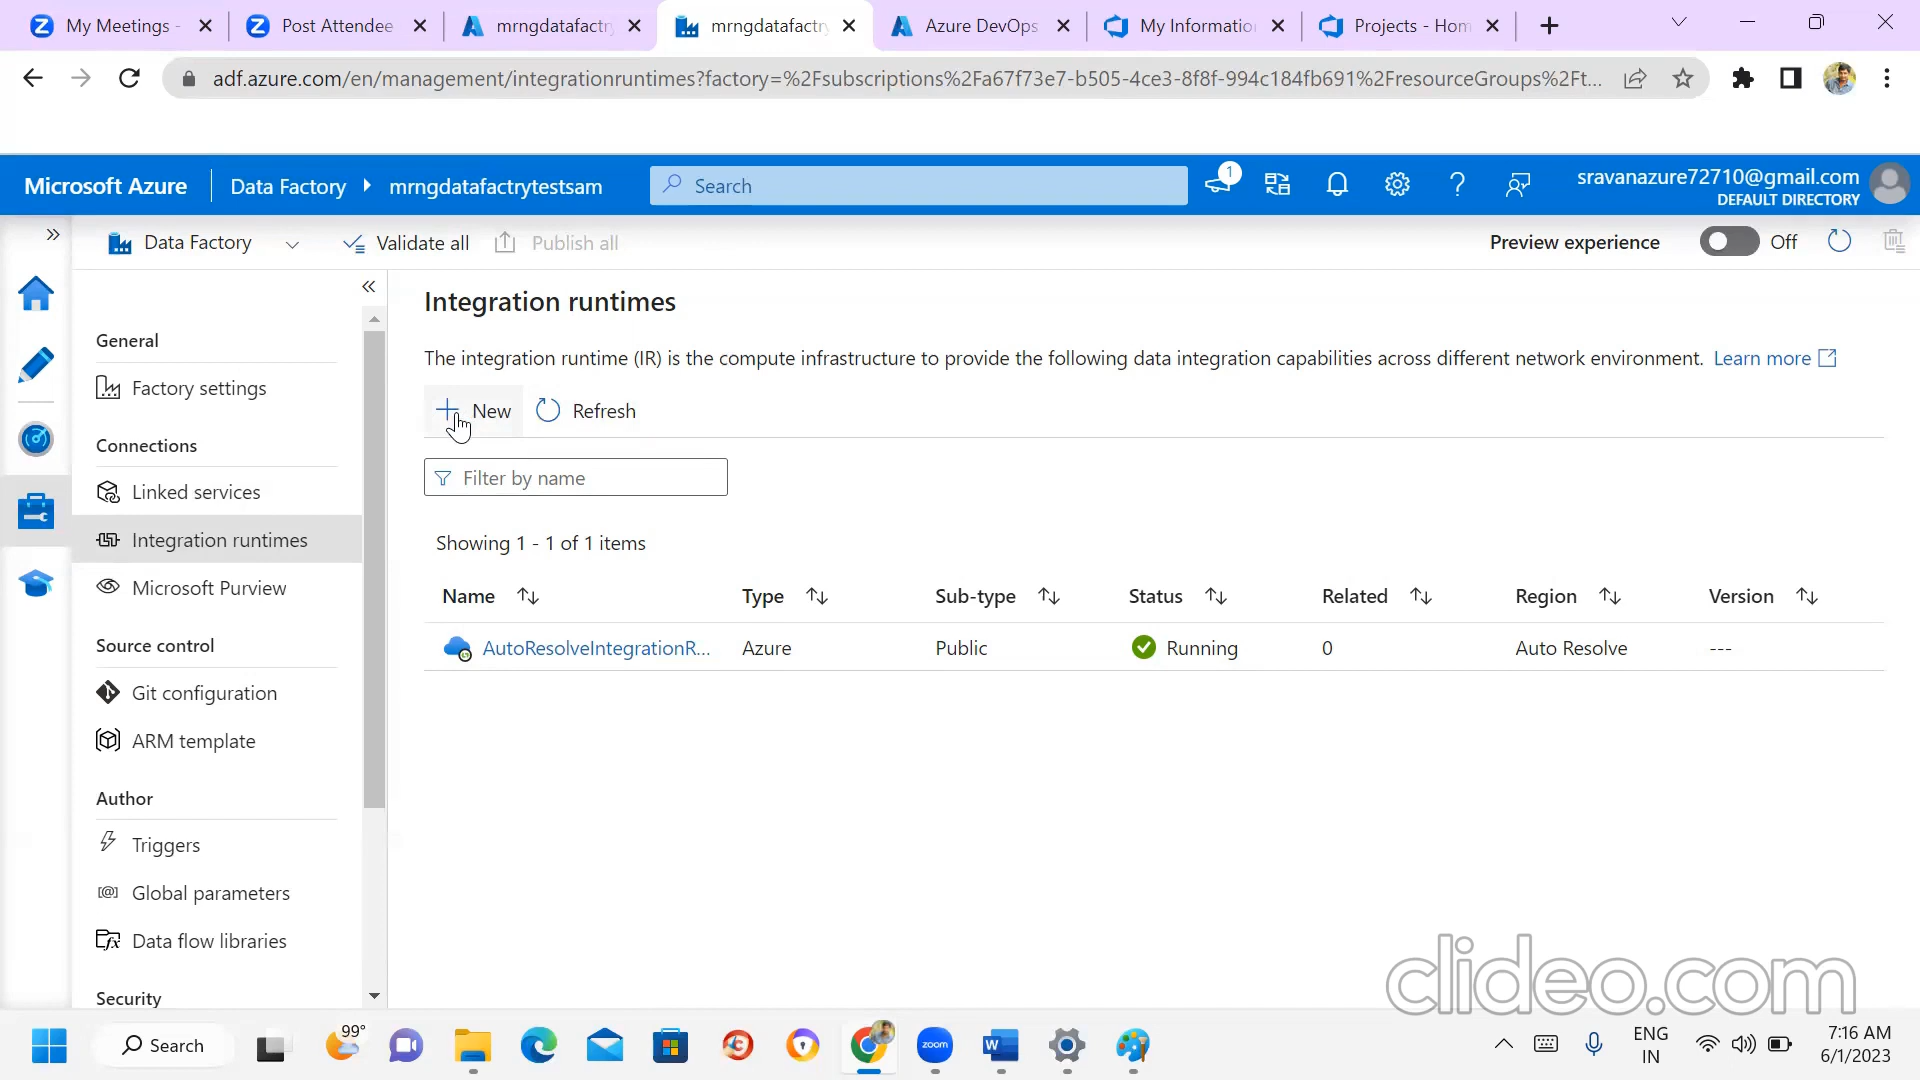 My Meetings -
Post Attendee
mrngdatafactry
mrngdatafactry
Azure DevOps
My Information
Projects - Hom
adf.azure.com/en/management/integrationruntimes?factory=%2Fsubscriptions%2Fa67f73e7-b505-4ce3-8f8f-994c184fb691%2FresourceGroups%2Ft...
Microsoft Azure
Data Factory
mrngdatafactrytestsam
Search
1
sravanazure72710@gmail.com
DEFAULT DIRECTORY
Data Factory
Validate all
Publish all
Preview experience
Off
General
Factory settings
Connections
Linked services
Integration runtimes
Microsoft Purview
Source control
Git configuration
ARM template
Author
Triggers
Global parameters
Data flow libraries
Security
Integration runtimes
The integration runtime (IR) is the compute infrastructure to provide the following data integration capabilities across different network environment. Learn more
New
Refresh
Filter by name
Showing 1 - 1 of 1 items
Name Type Sub-type Status Related Region Version
AutoResolveIntegrationR... Azure Public Running 0 Auto Resolve ---
clideo.com
Search
99°
zoom
ENG
IN
7:16 AM
6/1/2023